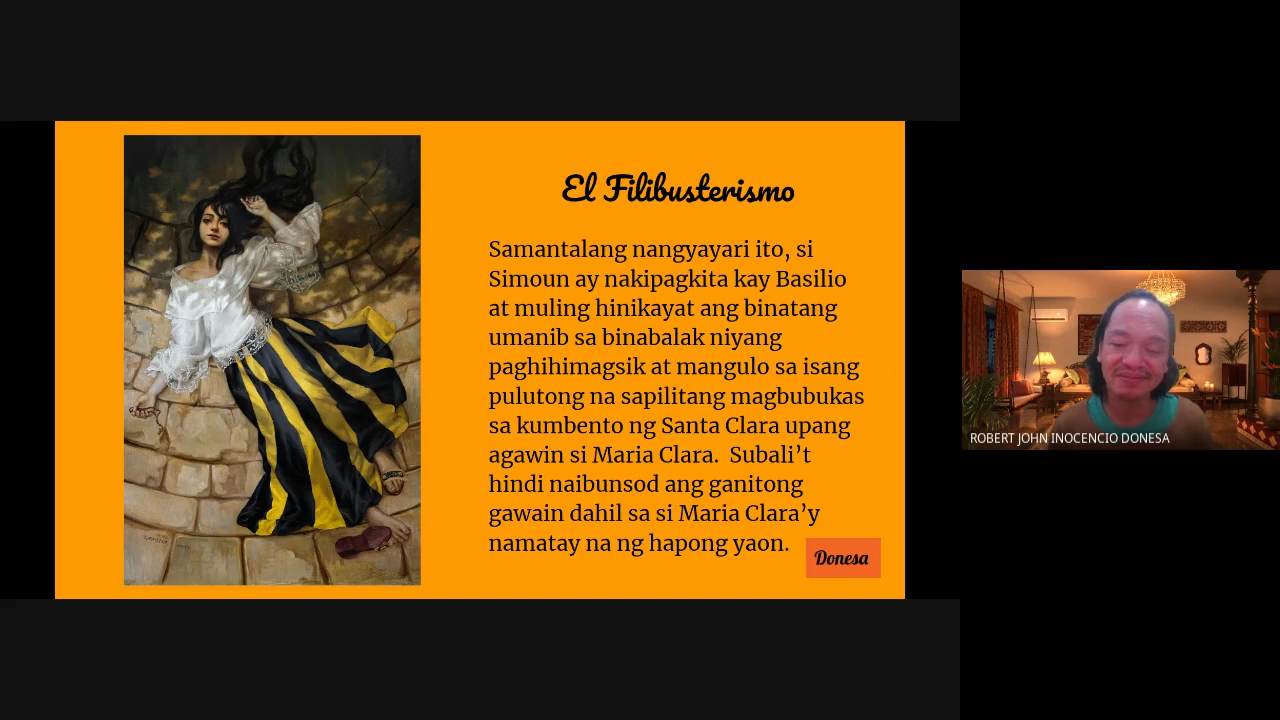 El Filibusterismo
Samantalang nangyayari ito, si
Simoun ay nakipagkita kay Basilio
at muling hinikayat ang binatang
umanib sa binabalak niyang
paghihimagsik at mangulo sa isang
pulutong na sapilitang magbubukas
sa kumbento ng Santa Clara upang
agawin si Maria Clara.  Subali’t
hindi naibunsod ang ganitong
gawain dahil sa si Maria Clara’y
namatay na ng hapong yaon.
Donesa
ROBERT JOHN INOCENCIO DONESA